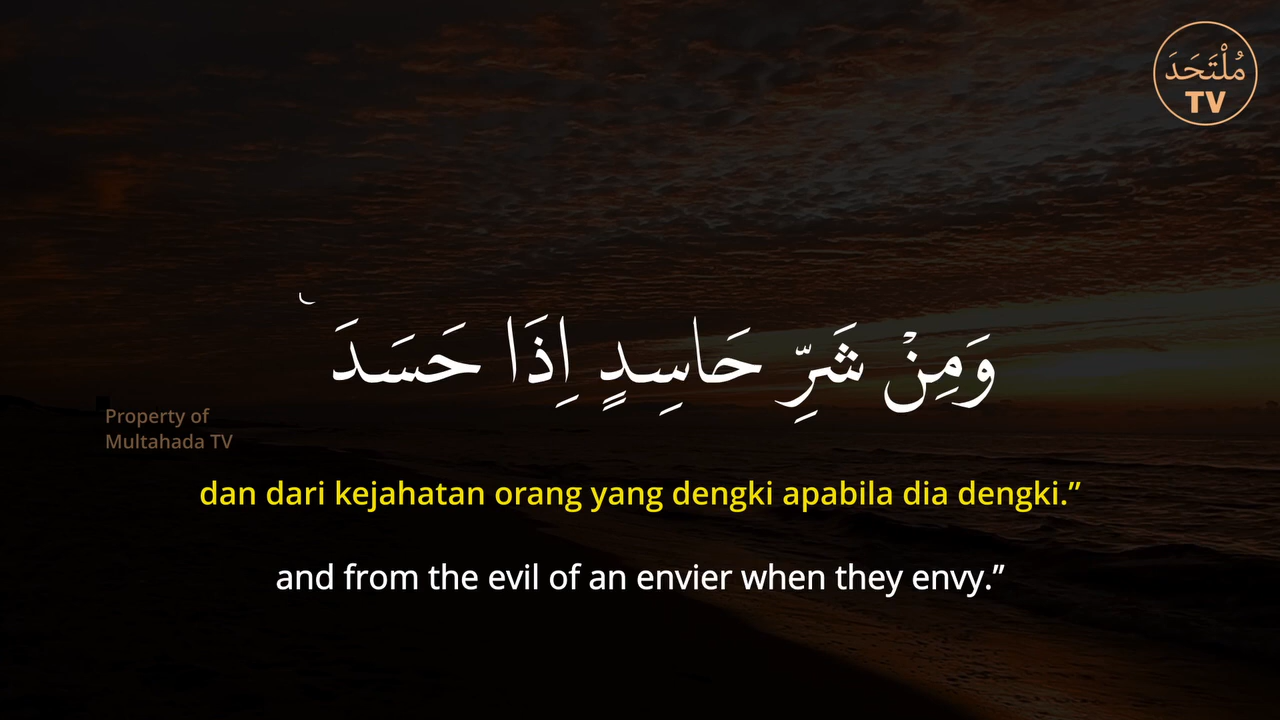 مُلْتَحَدَ
TV
وَمِنْ شَرِّ حَاسِدٍ اِذَا حَسَدَ ࣖ
Property of
Multahada TV
dan dari kejahatan orang yang dengki apabila dia dengki.”
and from the evil of an envier when they envy.”